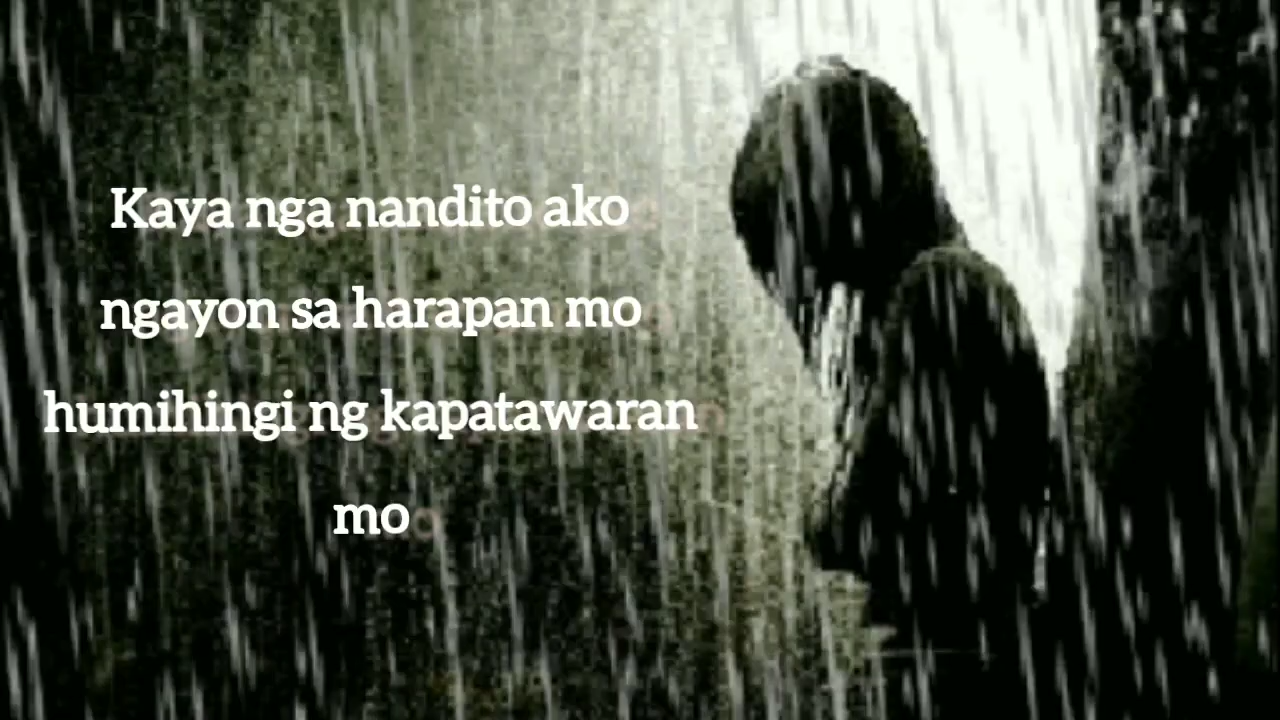 Kaya nga nandito ako
ngayon sa harapan mo
humihingi ng kapatawaran
mo